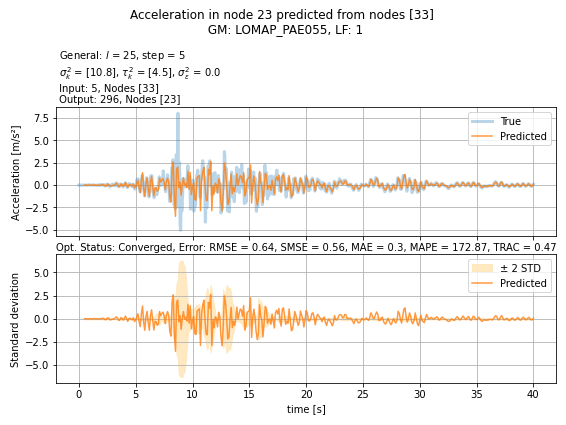 Acceleration in node 23 predicted from nodes [33]
GM: LOMAP_PAE055, LF: 1
General: l = 25, step = 5
σ²ₖ = [10.8], τ²ₖ = [4.5], σ²ε = 0.0
Input: 5, Nodes [33]
Output: 296, Nodes [23]
Acceleration [m/s²]
7.5
5.0
2.5
0.0
−2.5
−5.0
True
Predicted
Opt. Status: Converged, Error: RMSE = 0.64, SMSE = 0.56, MAE = 0.3, MAPE = 172.87, TRAC = 0.47
Standard deviation
5.0
2.5
0.0
−2.5
−5.0
± 2 STD
Predicted
0 5 10 15 20 25 30 35 40
time [s]